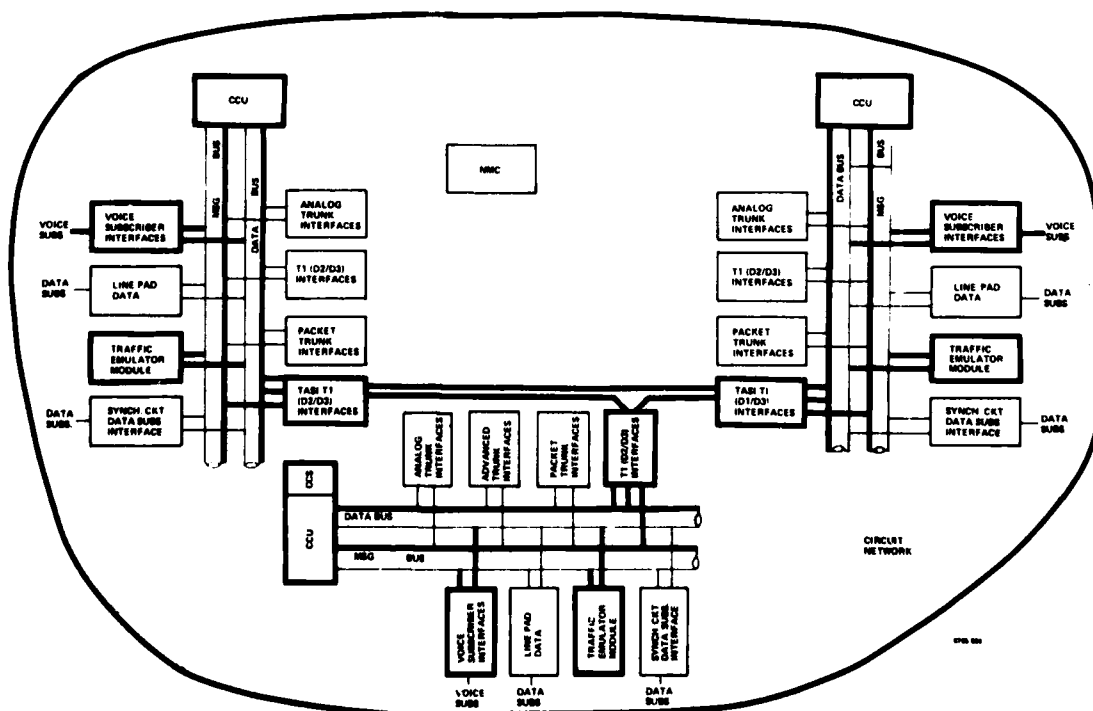 CCU
BUS
MSG
BUS
DATA
NMC
CCU
DATA BUS
BUS
MSG
VOICE
SUBS
VOICE
SUBSCRIBER
INTERFACES
ANALOG
TRUNK
INTERFACES
DATA
SUBS
LINE PAD
DATA
T1 (D2/D3)
INTERFACES
TRAFFIC
EMULATOR
MODULE
PACKET
TRUNK
INTERFACES
DATA
SUBS
SYNCH CKT
DATA SUBS
INTERFACE
TASI T1
(D2/D3)
INTERFACES
ANALOG
TRUNK
INTERFACES
VOICE
SUBSCRIBER
INTERFACES
VOICE
SUBS
T1 (D2/D3)
INTERFACES
LINE PAD
DATA
DATA
SUBS
PACKET
TRUNK
INTERFACES
TRAFFIC
EMULATOR
MODULE
TASI T1
(D1/D3)
INTERFACES
SYNCH CKT
DATA SUBS
INTERFACE
DATA
SUBS
ANALOG
TRUNK
INTERFACES
ADVANCED
TRUNK
INTERFACES
PACKET
TRUNK
INTERFACES
T1 (D2/D3)
INTERFACES
CCS
CCU
DATA BUS
MSG BUS
CIRCUIT
NETWORK
VOICE
SUBSCRIBER
INTERFACES
LINE PAD
DATA
TRAFFIC
EMULATOR
MODULE
SYNCH CKT
DATA SUBS
INTERFACE
VOICE
SUBS
DATA
SUBS
DATA
SUBS